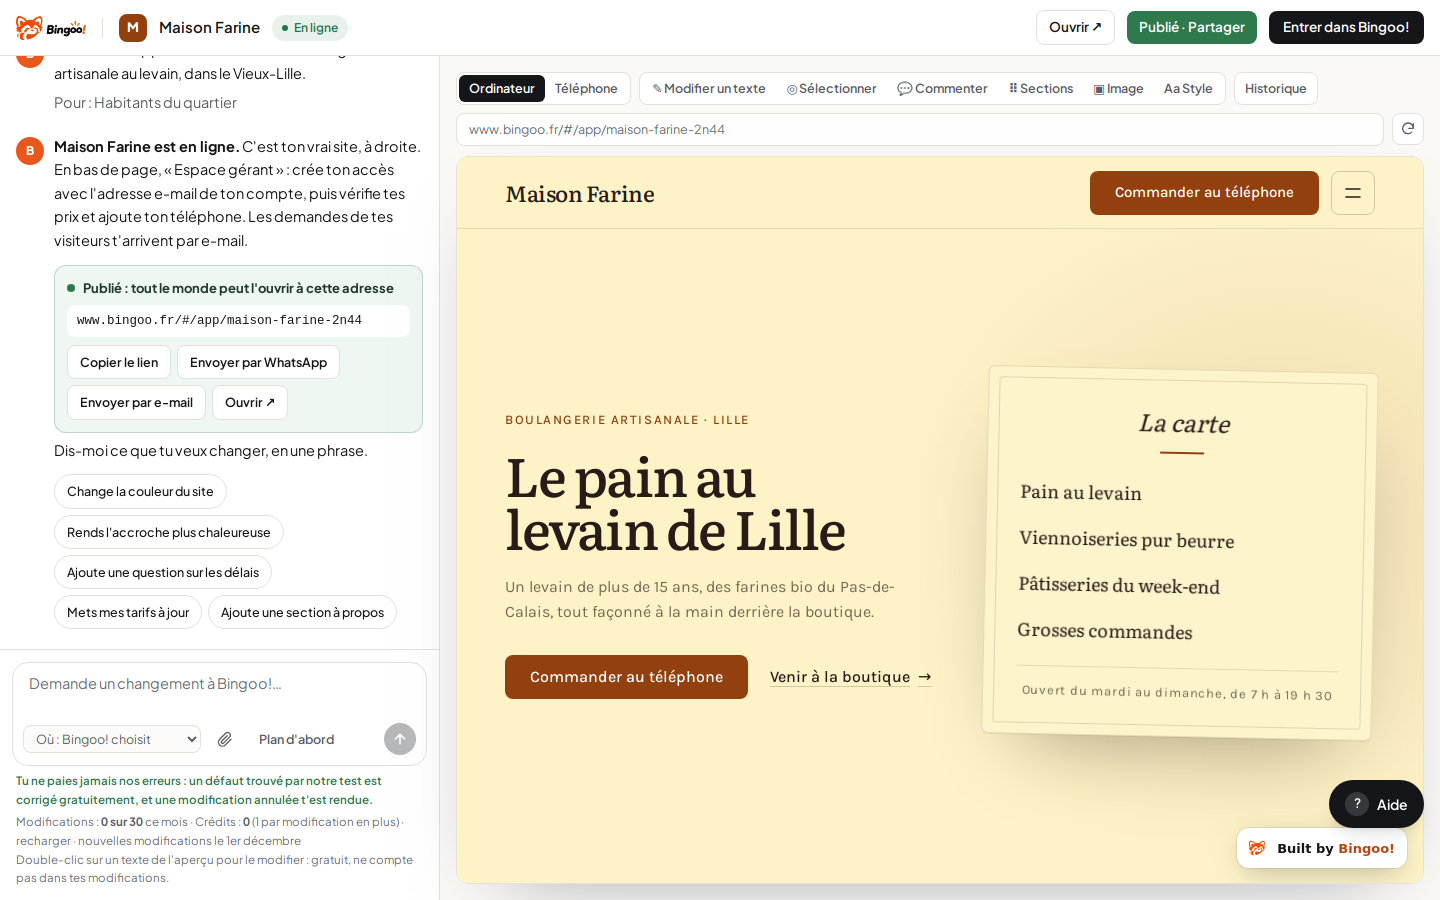 Bingoo!
M
Maison Farine
En ligne
Ouvrir ↗
Publié · Partager
Entrer dans Bingoo!
artisanale au levain, dans le Vieux-Lille.
Pour : Habitants du quartier
B
Maison Farine est en ligne. C'est ton vrai site, à droite.
En bas de page, « Espace gérant » : crée ton accès
avec l'adresse e-mail de ton compte, puis vérifie tes
prix et ajoute ton téléphone. Les demandes de tes
visiteurs t'arrivent par e-mail.
Publié : tout le monde peut l'ouvrir à cette adresse
www.bingoo.fr/#/app/maison-farine-2n44
Copier le lien
Envoyer par WhatsApp
Envoyer par e-mail
Ouvrir ↗
Dis-moi ce que tu veux changer, en une phrase.
Change la couleur du site
Rends l'accroche plus chaleureuse
Ajoute une question sur les délais
Mets mes tarifs à jour
Ajoute une section à propos
Demande un changement à Bingoo!...
Où : Bingoo! choisit
Plan d'abord
Tu ne paies jamais nos erreurs : un défaut trouvé par notre test est
corrigé gratuitement, et une modification annulée t'est rendue.
Modifications : 0 sur 30 ce mois · Crédits : 0 (1 par modification en plus) ·
recharger · nouvelles modifications le 1er décembre
Double-clic sur un texte de l'aperçu pour le modifier : gratuit, ne compte
pas dans tes modifications.
Ordinateur
Téléphone
✎ Modifier un texte
◎ Sélectionner
💬 Commenter
⠿ Sections
▣ Image
Aa Style
Historique
www.bingoo.fr/#/app/maison-farine-2n44
Maison Farine
Commander au téléphone
BOULANGERIE ARTISANALE · LILLE
Le pain au
levain de Lille
Un levain de plus de 15 ans, des farines bio du Pas-de-
Calais, tout façonné à la main derrière la boutique.
Commander au téléphone
Venir à la boutique →
La carte
Pain au levain
Viennoiseries pur beurre
Pâtisseries du week-end
Grosses commandes
Ouvert du mardi au dimanche, de 7 h à 19 h 30
? Aide
Built by Bingoo!